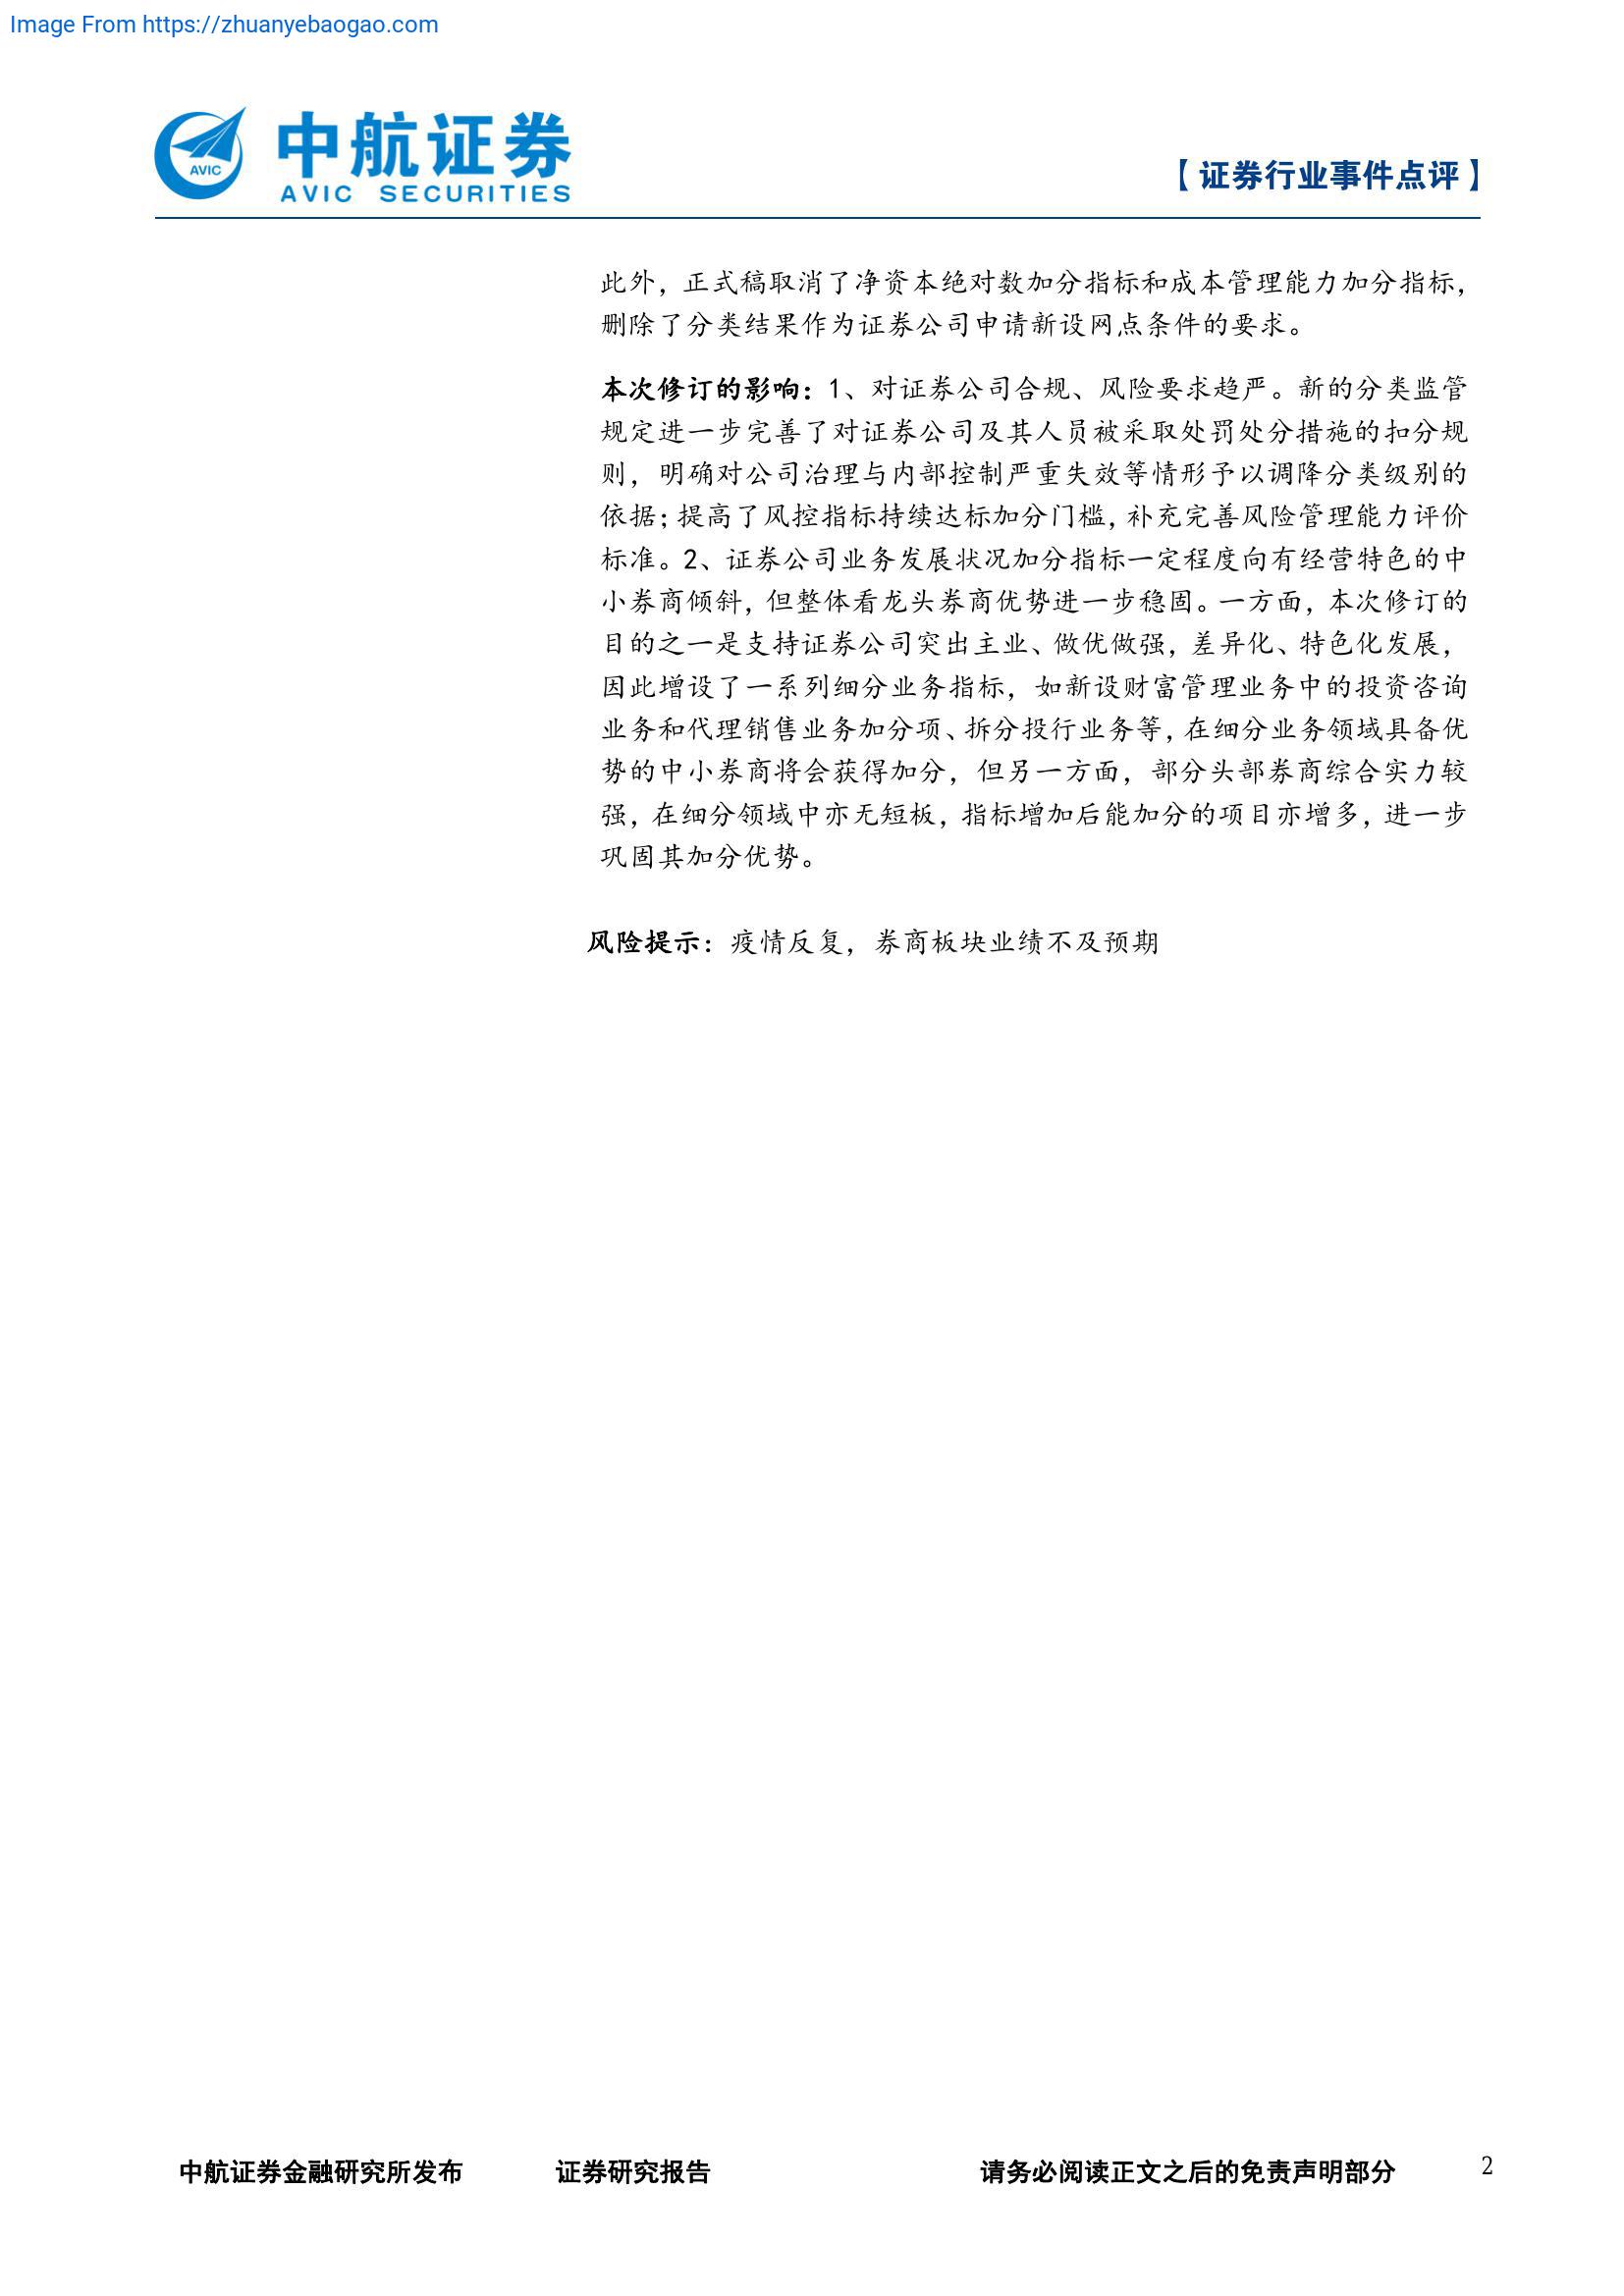 Image From https://zhuanyebaogao.com
AVIC
中航证券
AVIC SECURITIES
【证券行业事件点评】
此外，正式稿取消了净资本绝对数加分指标和成本管理能力加分指标，
删除了分类结果作为证券公司申请新设网点条件的要求。
本次修订的影响：1、对证券公司合规、风险要求趋严。新的分类监管
规定进一步完善了对证券公司及其人员被采取处罚处分措施的扣分规
则，明确对公司治理与内部控制严重失效等情形予以调降分类级别的
依据；提高了风控指标持续达标加分门槛，补充完善风险管理能力评价
标准。2、证券公司业务发展状况加分指标一定程度向有经营特色的中
小券商倾斜，但整体看龙头券商优势进一步稳固。一方面，本次修订的
目的之一是支持证券公司突出主业、做优做强，差异化、特色化发展，
因此增设了一系列细分业务指标，如新设财富管理业务中的投资咨询
业务和代理销售业务加分项、拆分投行业务等，在细分业务领域具备优
势的中小券商将会获得加分，但另一方面，部分头部券商综合实力较
强，在细分领域中亦无短板，指标增加后能加分的项目亦增多，进一步
巩固其加分优势。
风险提示：疫情反复，券商板块业绩不及预期
中航证券金融研究所发布 证券研究报告 请务必阅读正文之后的免责声明部分 2